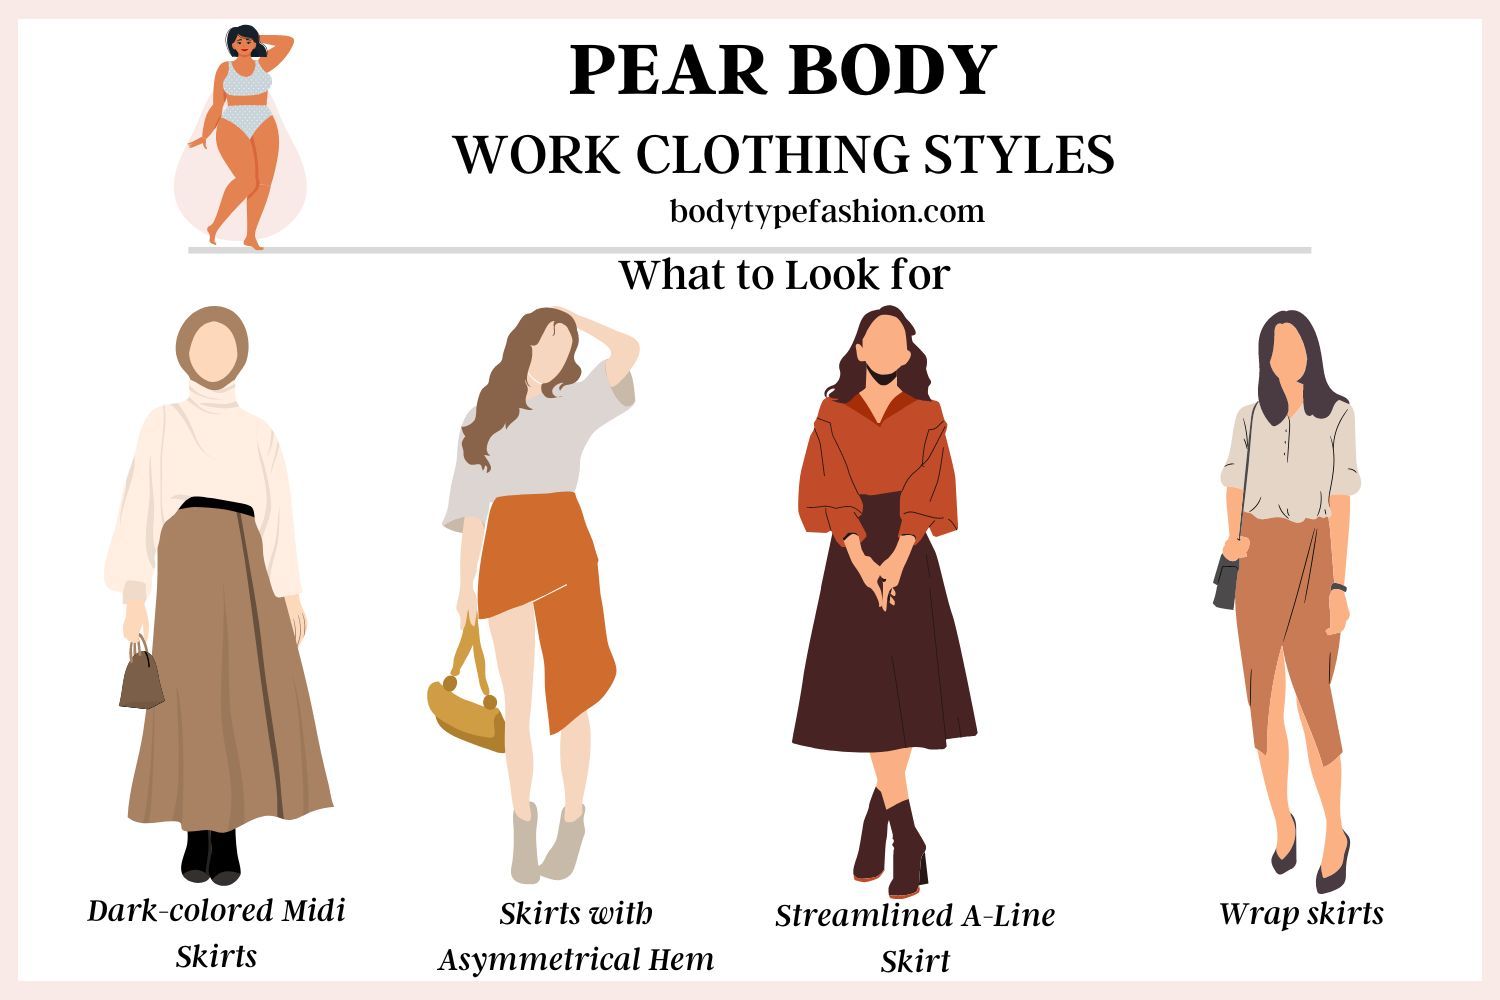 PEAR BODY
WORK CLOTHING STYLES
bodytypefashion.com
What to Look for
Dark-colored Midi
Skirts
Skirts with
Asymmetrical Hem
Streamlined A-Line
Skirt
Wrap skirts